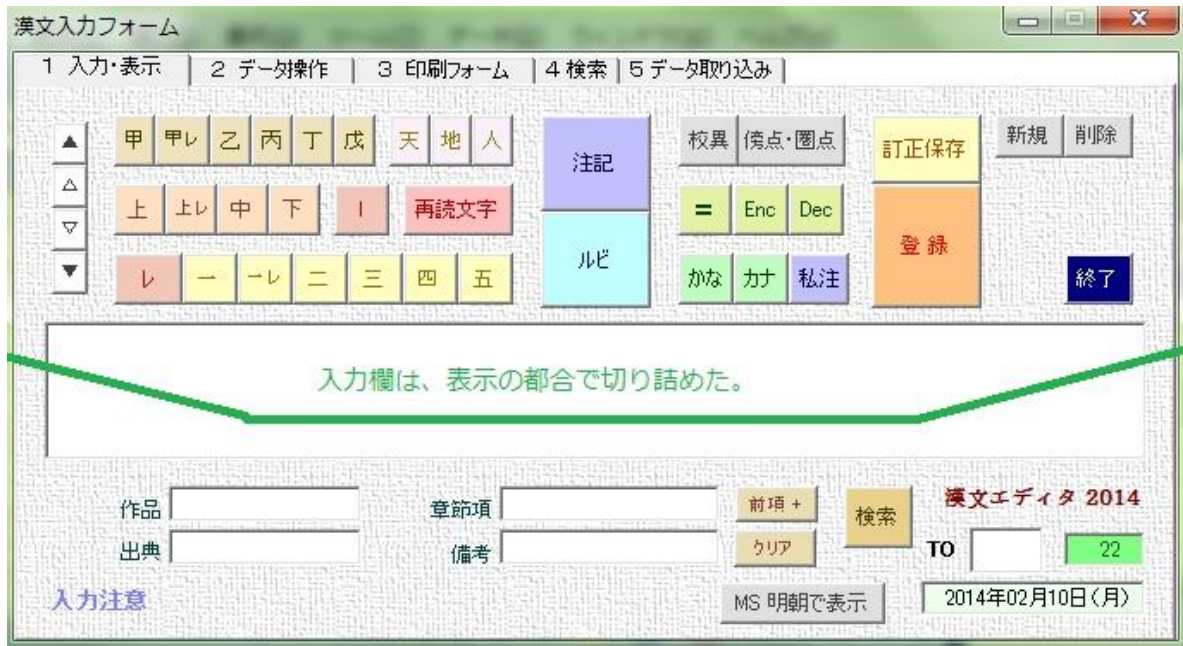 漢文入力フォーム
1 入力・表示 2 データ操作 3 印刷フォーム 4 検索 5 データ取り込み
▲ 甲 甲レ 乙 丙 丁 戊 天 地 人 注記 校異 傍点・圏点 訂正保存 新規 削除
△ 上 上レ 中 下 | 再読文字 = Enc Dec
▽
▼ レ 一 一レ 二 三 四 五 ルビ かな カナ 私注 登録 終了
入力欄は、表示の都合で切り詰めた。
作品 章節項 前項 + 検索 漢文エディタ 2014
出典 備考 クリア TO 22
入力注意 MS 明朝で表示 2014年02月10日(月)